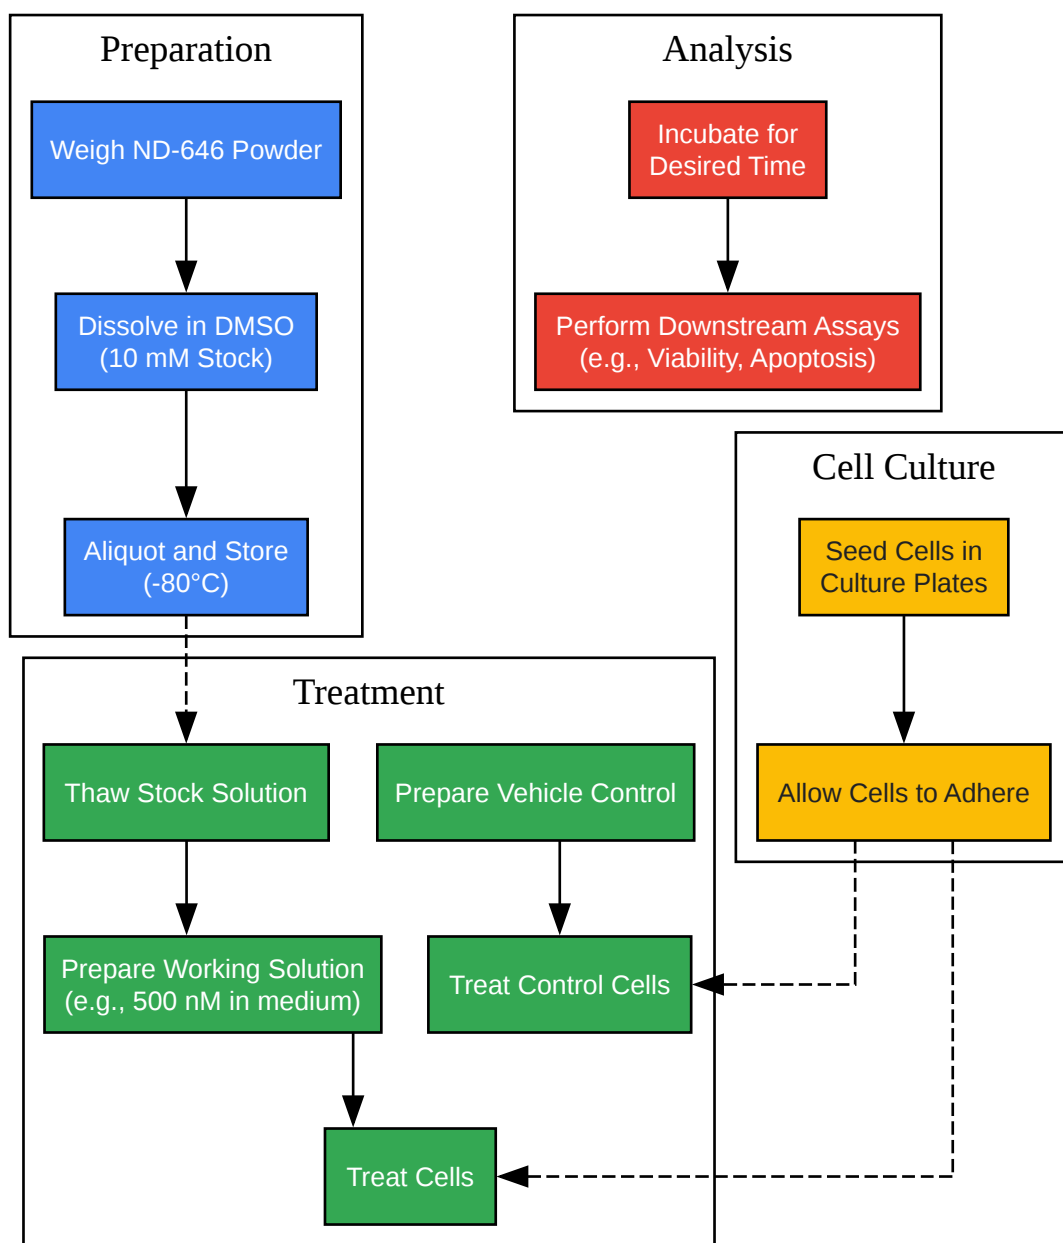 Preparation
Weigh ND-646 Powder
Dissolve in DMSO
(10 mM Stock)
Aliquot and Store
(-80°C)
Analysis
Incubate for
Desired Time
Perform Downstream Assays
(e.g., Viability, Apoptosis)
Cell Culture
Seed Cells in
Culture Plates
Allow Cells to Adhere
Treatment
Thaw Stock Solution
Prepare Vehicle Control
Prepare Working Solution
(e.g., 500 nM in medium)
Treat Control Cells
Treat Cells